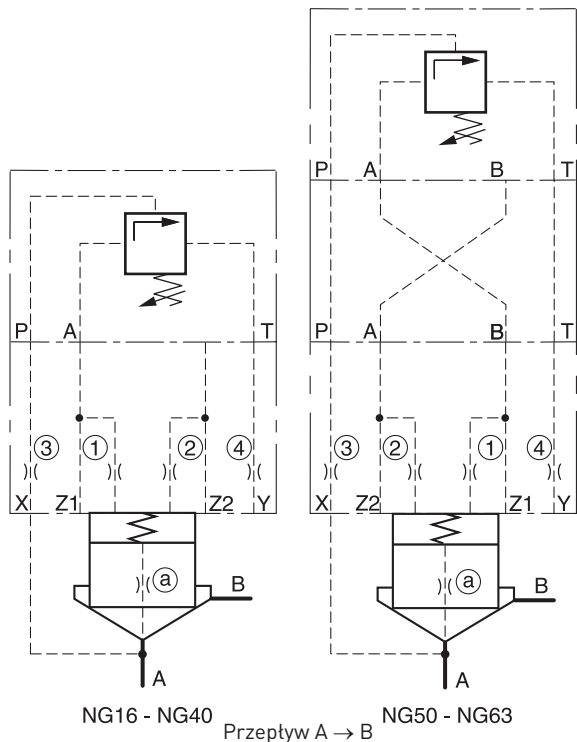 P A B T
P A T
P A B T
③ ① ② ④
③ ② ① ④
X Z1 Z2 Y
X Z2 Z1 Y
ⓐ B
ⓐ B
A
A
NG16 - NG40
NG50 - NG63
Przepływ A → B